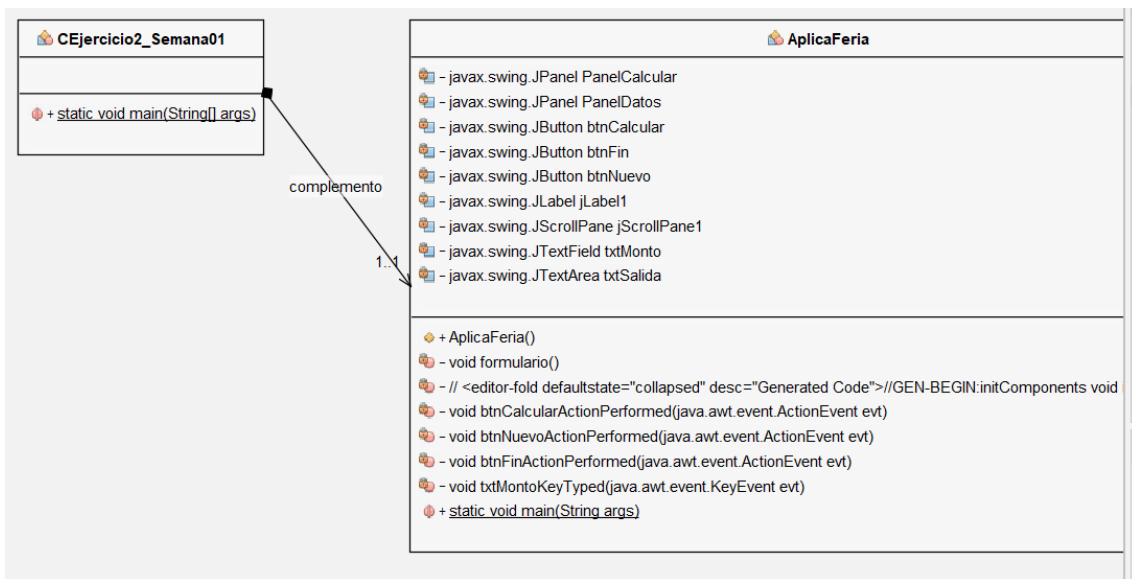 CEjercicio2_Semana01
+ static void main(String[] args)
complemento
1..1
AplicaFeria
- javax.swing.JPanel PanelCalcular
- javax.swing.JPanel PanelDatos
- javax.swing.JButton btnCalcular
- javax.swing.JButton btnFin
- javax.swing.JButton btnNuevo
- javax.swing.JLabel jLabel1
- javax.swing.JScrollPane jScrollPane1
- javax.swing.JTextField txtMonto
- javax.swing.JTextArea txtSalida
+ AplicaFeria()
- void formulario()
- // <editor-fold defaultstate="collapsed" desc="Generated Code">//GEN-BEGIN:initComponents void
- void btnCalcularActionPerformed(java.awt.event.ActionEvent evt)
- void btnNuevoActionPerformed(java.awt.event.ActionEvent evt)
- void btnFinActionPerformed(java.awt.event.ActionEvent evt)
- void txtMontoKeyTyped(java.awt.event.KeyEvent evt)
+ static void main(String args)